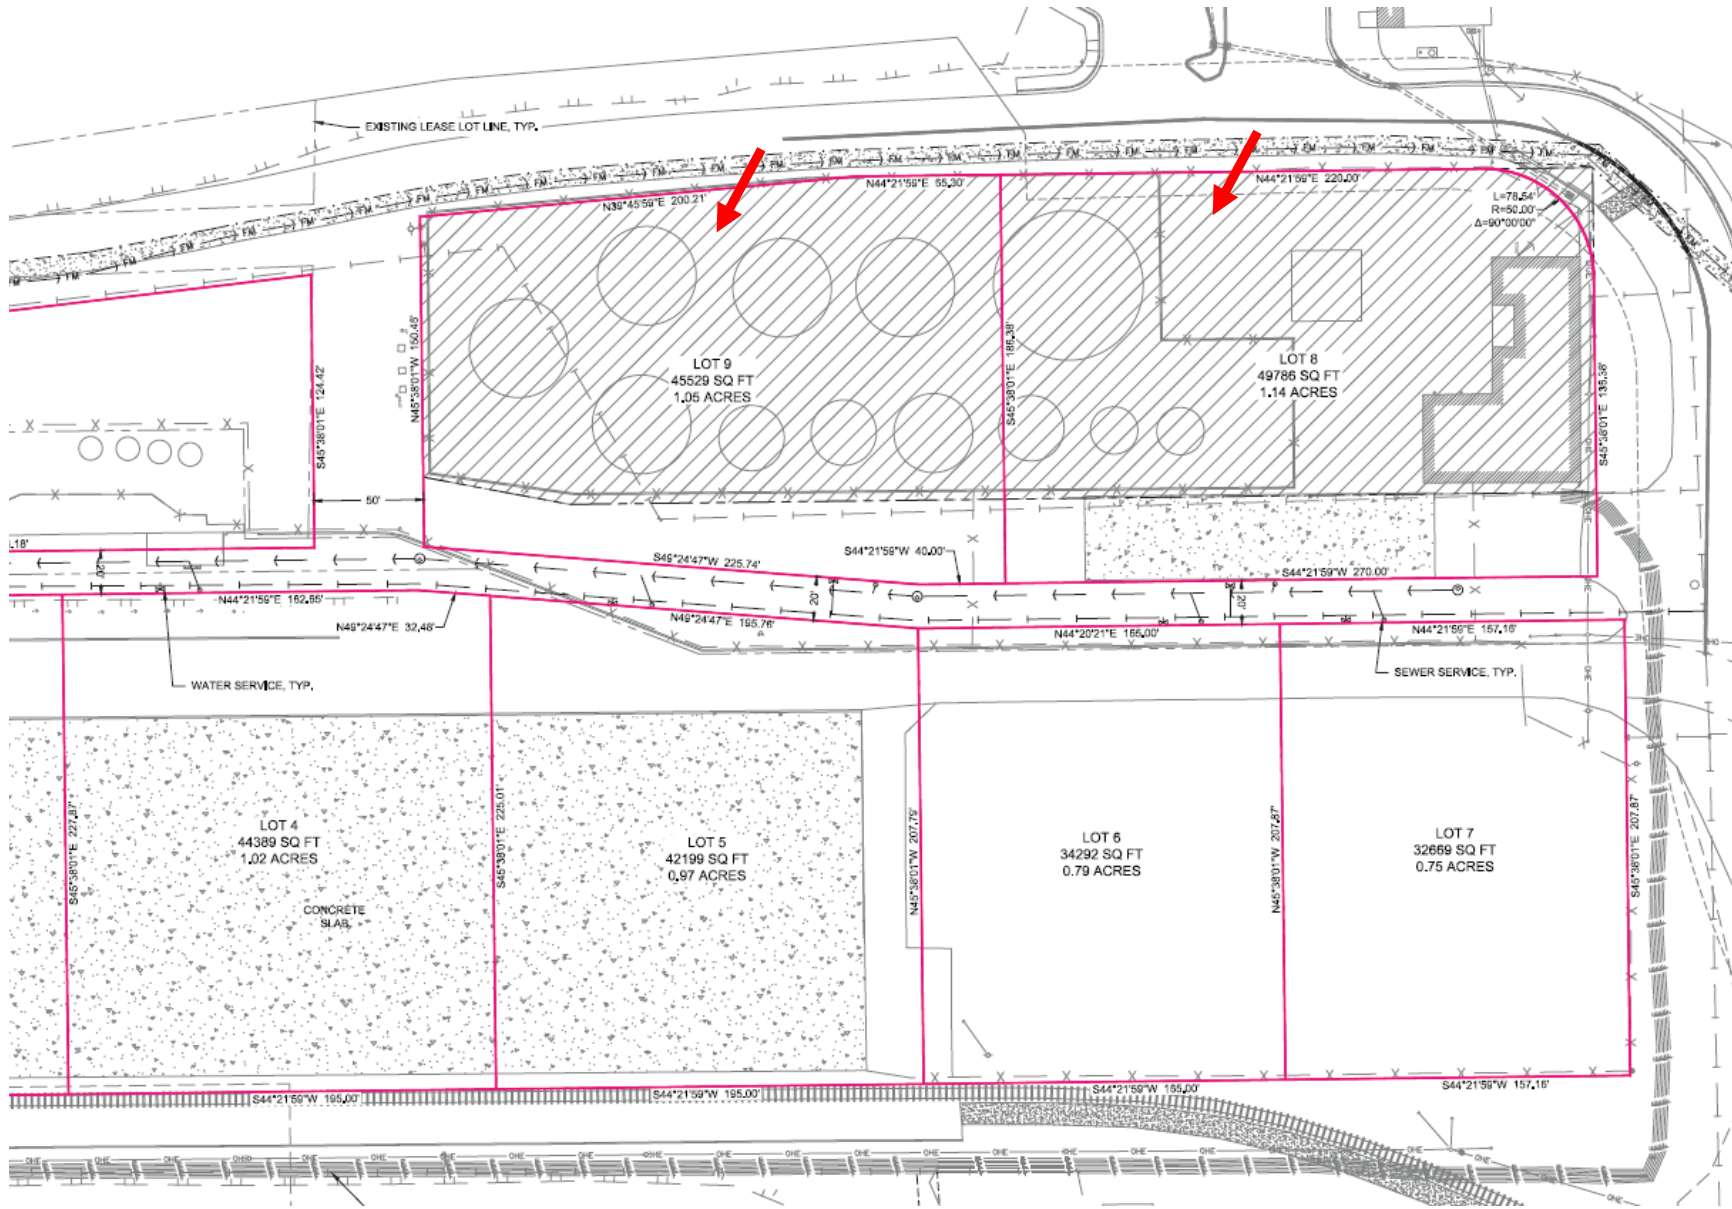 EXISTING LEASE LOT LINE, TYP.
N44°21'59"E 55.30'
N44°21'59"E 220.00'
N39°45'59"E 200.21'
L=78.54'
R=50.00'
Δ=90°00'00"
S45°38'01"E 124.42'
N45°38'01"W 150.45'
S45°38'01"E 186.38'
S45°38'01"E 135.38'
LOT 9
45529 SQ FT
1.05 ACRES
LOT 8
49786 SQ FT
1.14 ACRES
50'
.18'
20'
S49°24'47"W 225.74'
S44°21'59"W 40.00'
S44°21'59"W 270.00'
20'
20'
N44°21'59"E 162.65'
N49°24'47"E 32.48'
N49°24'47"E 195.76'
N44°20'21"E 165.00'
N44°21'59"E 157.16'
WATER SERVICE, TYP.
SEWER SERVICE, TYP.
S45°38'01"E 227.87'
S45°38'01"E 225.01'
N45°38'01"W 207.79'
N45°38'01"W 207.87'
S45°38'01"E 207.87'
LOT 4
44389 SQ FT
1.02 ACRES
CONCRETE
SLAB
LOT 5
42199 SQ FT
0.97 ACRES
LOT 6
34292 SQ FT
0.79 ACRES
LOT 7
32669 SQ FT
0.75 ACRES
S44°21'59"W 195.00'
S44°21'59"W 195.00'
S44°21'59"W 165.00'
S44°21'59"W 157.16'